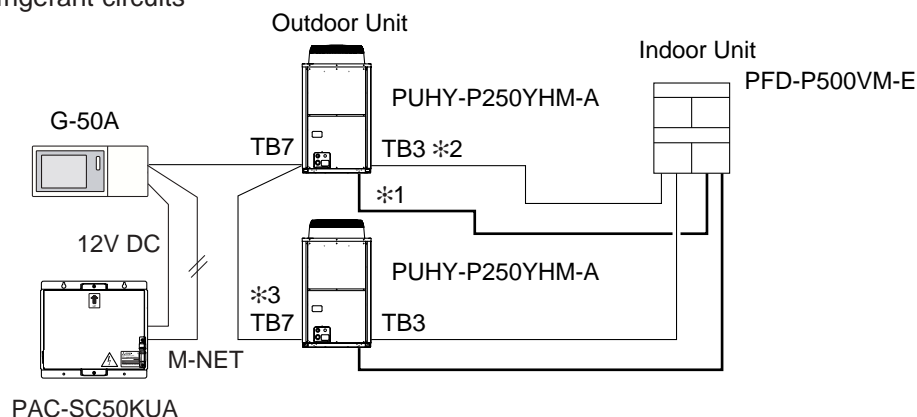 rigerant circuits
Outdoor Unit
Indoor Unit
PFD-P500VM-E
PUHY-P250YHM-A
G-50A
TB7
TB3 ✻2
✻1
12V DC
PUHY-P250YHM-A
✻3
TB7
TB3
M-NET
PAC-SC50KUA